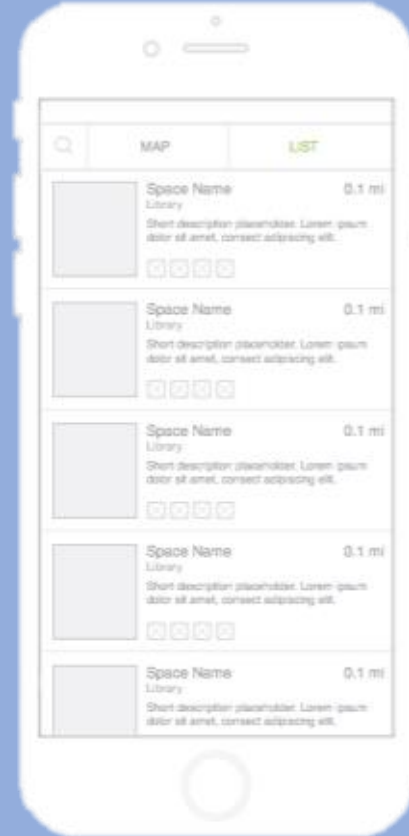 MAP LIST
Space Name 0.1 mi
Library
Short description placeholder. Lorem ipsum
dolor sit amet, consect adipiscing elit.
Space Name 0.1 mi
Library
Short description placeholder. Lorem ipsum
dolor sit amet, consect adipiscing elit.
Space Name 0.1 mi
Library
Short description placeholder. Lorem ipsum
dolor sit amet, consect adipiscing elit.
Space Name 0.1 mi
Library
Short description placeholder. Lorem ipsum
dolor sit amet, consect adipiscing elit.
Space Name 0.1 mi
Library
Short description placeholder. Lorem ipsum
dolor sit amet, consect adipiscing elit.